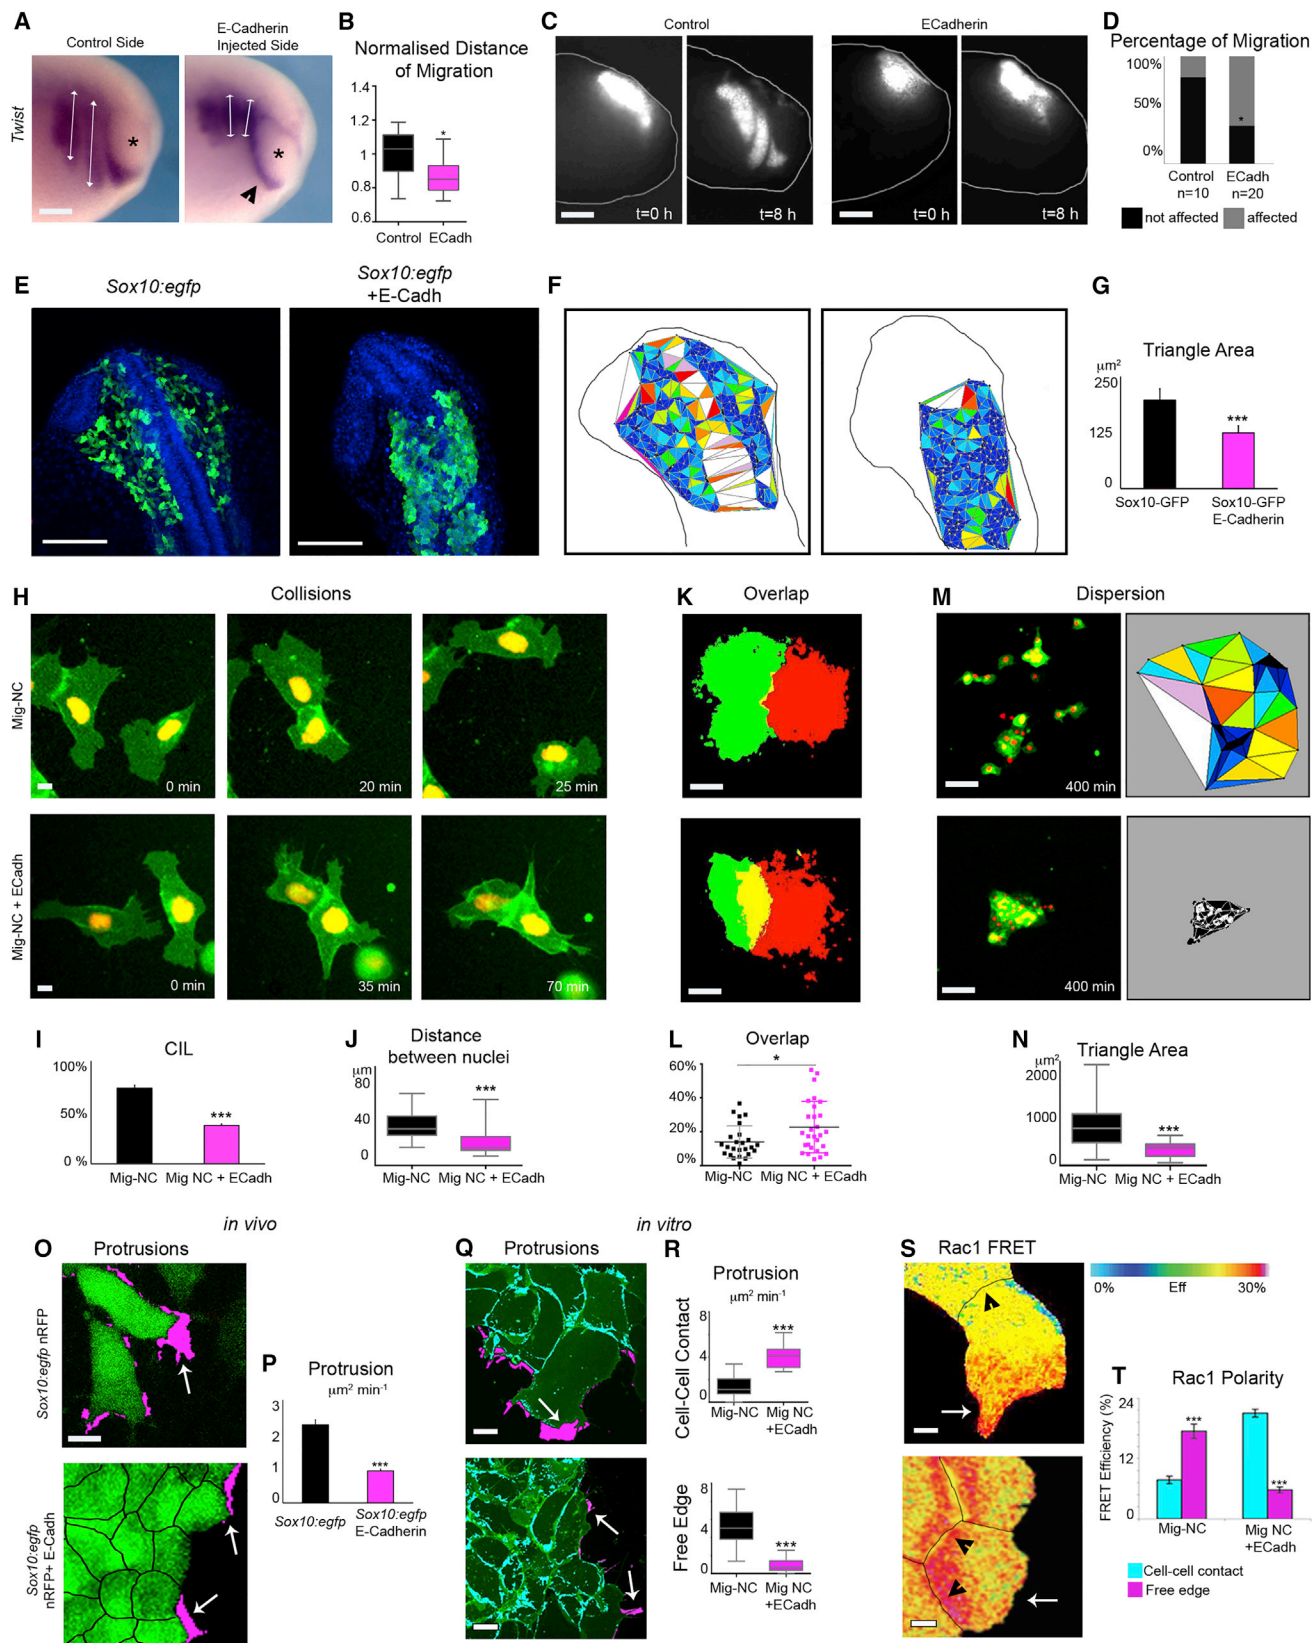 A
Control Side
E-Cadherin
Injected Side
Twist
*
*
B
Normalised Distance
of Migration
1.4
1.2
1
0.8
0.6
*
Control ECadh
C
Control
ECadherin
t=0 h
t=8 h
t=0 h
t=8 h
D
Percentage of Migration
100%
50%
0%
*
Control
n=10
ECadh
n=20
not affected
affected
E
Sox10:egfp
Sox10:egfp
+E-Cadh
F
G
Triangle Area
µm²
250
125
0
***
Sox10-GFP
Sox10-GFP
E-Cadherin
H
Collisions
Mig-NC
0 min
20 min
25 min
Mig-NC + ECadh
0 min
35 min
70 min
K
Overlap
M
Dispersion
400 min
400 min
I
CIL
100%
50%
0 %
***
Mig-NC Mig NC + ECadh
J
Distance
between nuclei
µm
80
40
0
***
Mig-NC Mig NC + ECadh
L
Overlap
60%
40%
20%
0%
*
Mig-NC Mig NC + ECadh
N
Triangle Area
µm²
2000
1000
0
***
Mig-NC Mig NC + ECadh
in vivo
in vitro
O
Protrusions
Sox10:egfp nRFP
Sox10:egfp
nRFP+ E-Cadh
P
Protrusion
µm² min⁻¹
3
2
1
0
***
Sox10:egfp
Sox10:egfp
E-Cadherin
Q
Protrusions
R
Protrusion
µm² min⁻¹
Cell-Cell Contact
8
4
0
***
Mig-NC
Mig NC
+ECadh
Free Edge
8
4
0
***
Mig-NC
Mig NC
+ECadh
S
Rac1 FRET
0% Eff 30%
T
Rac1 Polarity
FRET Efficiency (%)
24
12
0
***
***
Mig-NC
Mig NC
+ECadh
Cell-cell contact
Free edge